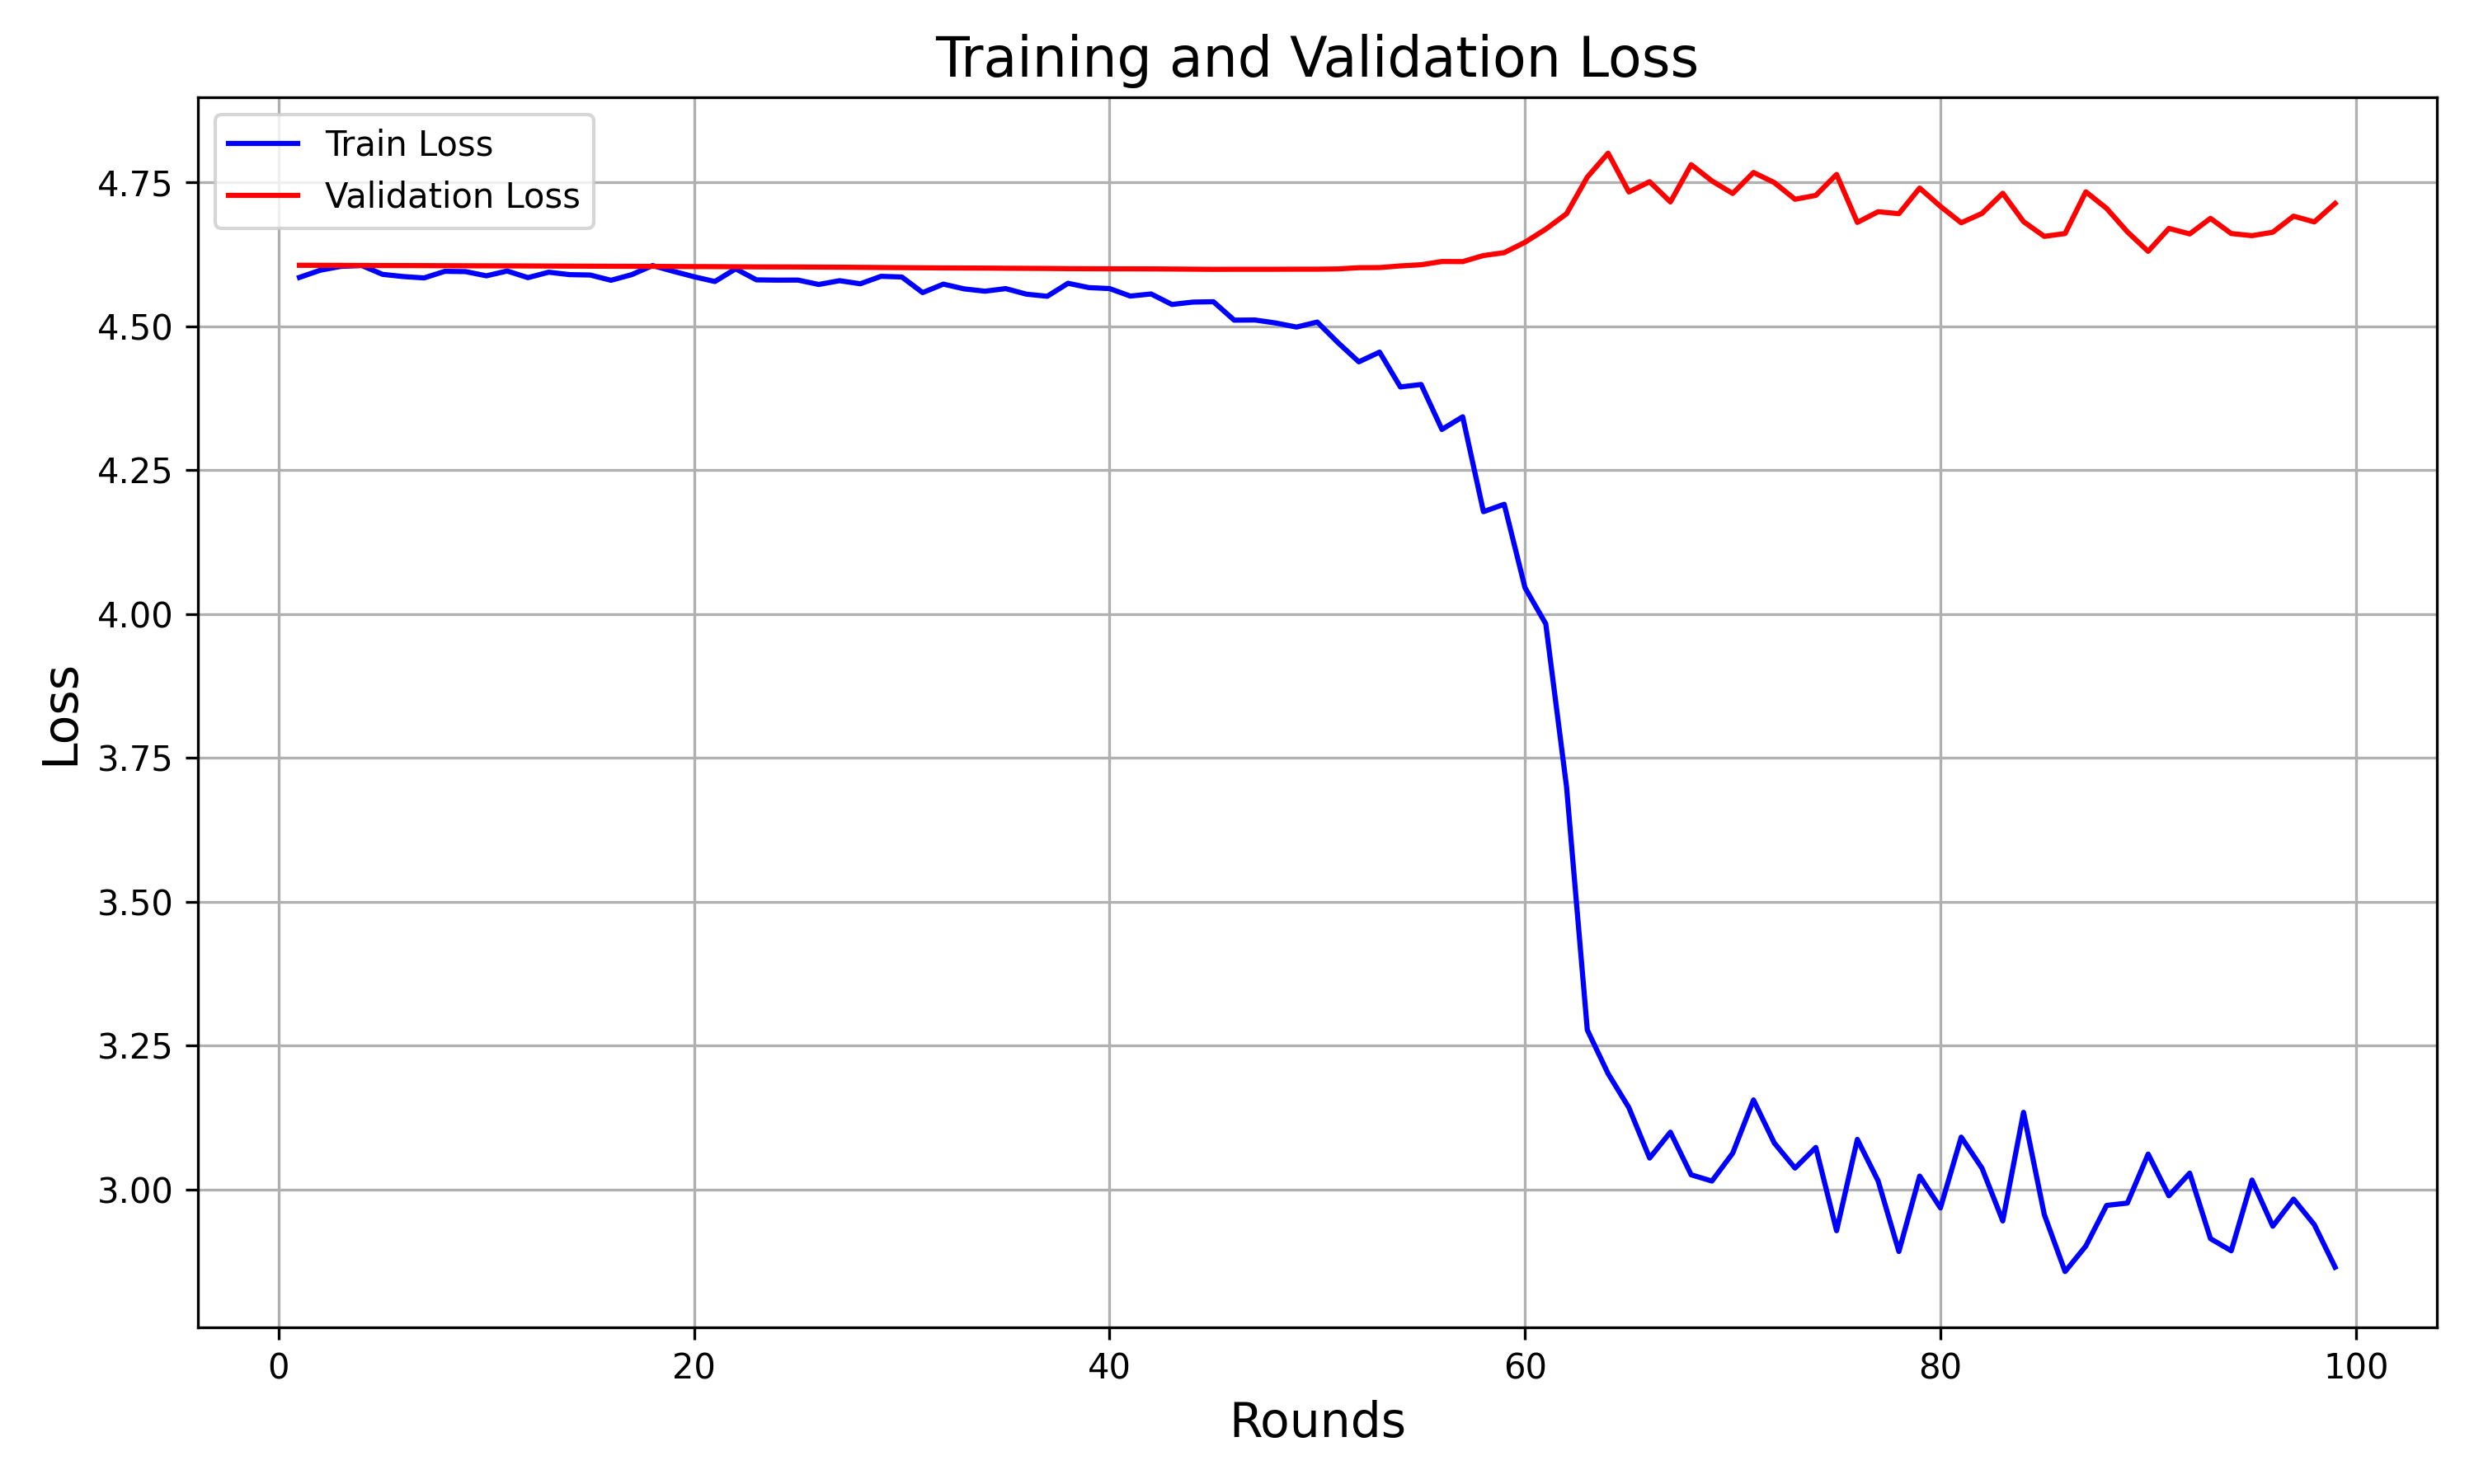 Training and Validation Loss
Train Loss
Validation Loss
4.75
4.50
4.25
4.00
3.75
3.50
3.25
3.00
Loss
0 20 40 60 80 100
Rounds